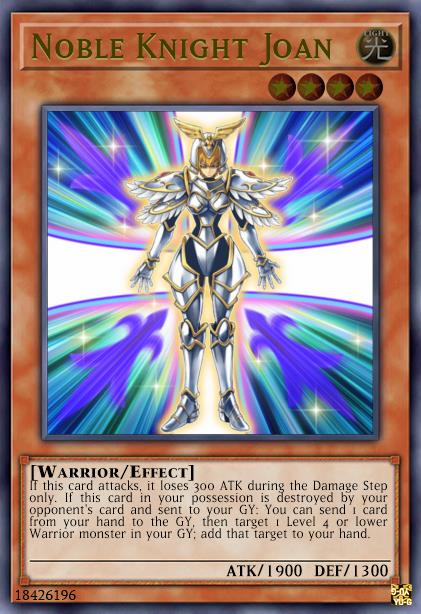 Noble Knight Joan
LIGHT
光
[Warrior/Effect]
If this card attacks, it loses 300 ATK during the Damage Step
only. If this card in your possession is destroyed by your
opponent's card and sent to your GY: You can send 1 card
from your hand to the GY, then target 1 Level 4 or lower
Warrior monster in your GY; add that target to your hand.
ATK/1900 DEF/1300
18426196